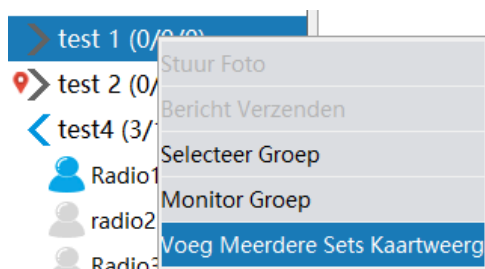 test 1 (0/0/0)
Stuur Foto
test 2 (0/
Bericht Verzenden
test4 (3/
Selecteer Groep
Radio1
Monitor Groep
radio2
Voeg Meerdere Sets Kaartweerg
Radio3